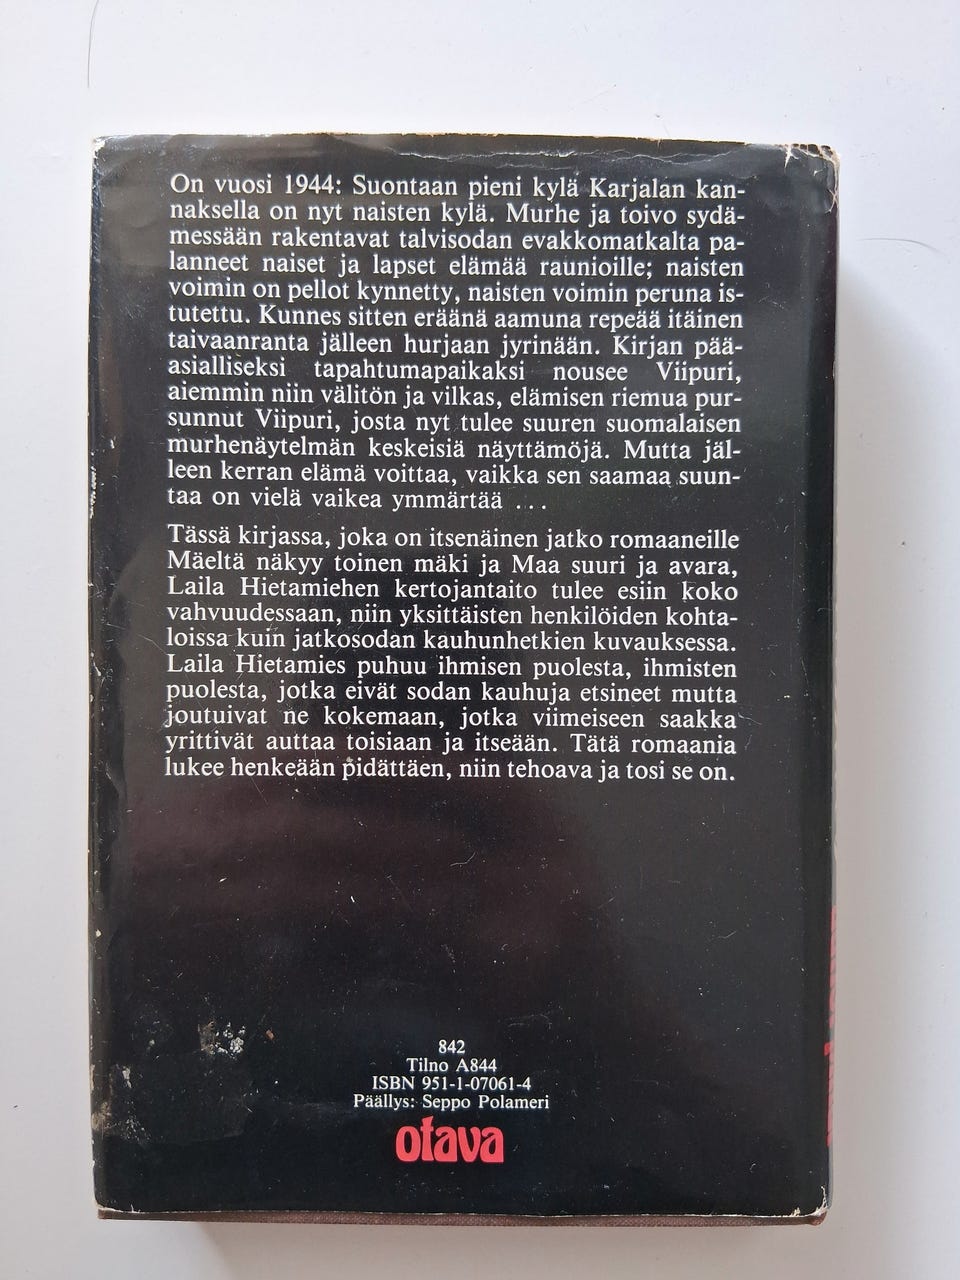 On vuosi 1944: Suontaan pieni kylä Karjalan kan-
naksella on nyt naisten kylä. Murhe ja toivo sydä-
messään rakentavat talvisodan evakkomatkalta pa-
lanneet naiset ja lapset elämää raunioille; naisten
voimin on pellot kynnetty, naisten voimin peruna is-
tutettu. Kunnes sitten eräänä aamuna repeää itäinen
taivaanranta jälleen hurjaan jyrinään. Kirjan pää-
asialliseksi tapahtumapaikaksi nousee Viipuri,
aiemmin niin välitön ja vilkas, elämisen riemua pur-
sunnut Viipuri, josta nyt tulee suuren suomalaisen
murhenäytelmän keskeisiä näyttämöjä. Mutta jäl-
leen kerran elämä voittaa, vaikka sen saamaa suun-
taa on vielä vaikea ymmärtää ...
Tässä kirjassa, joka on itsenäinen jatko romaaneille
Mäeltä näkyy toinen mäki ja Maa suuri ja avara,
Laila Hietamiehen kertojantaito tulee esiin koko
vahvuudessaan, niin yksittäisten henkilöiden kohta-
loissa kuin jatkosodan kauhunhetkien kuvauksessa.
Laila Hietamies puhuu ihmisen puolesta, ihmisten
puolesta, jotka eivät sodan kauhuja etsineet mutta
joutuivat ne kokemaan, jotka viimeiseen saakka
yrittivät auttaa toisiaan ja itseään. Tätä romaania
lukee henkeään pidättäen, niin tehoava ja tosi se on.
842
Tilno A844
ISBN 951-1-07061-4
Päällys: Seppo Polameri
otava